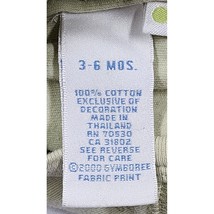 3-6 MOS.
100% COTTON
EXCLUSIVE OF
DECORATION
MADE IN
THAILAND
RN 70530
CA 31802
SEE REVERSE
FOR CARE
©2000 GYMBOREE
FABRIC PRINT